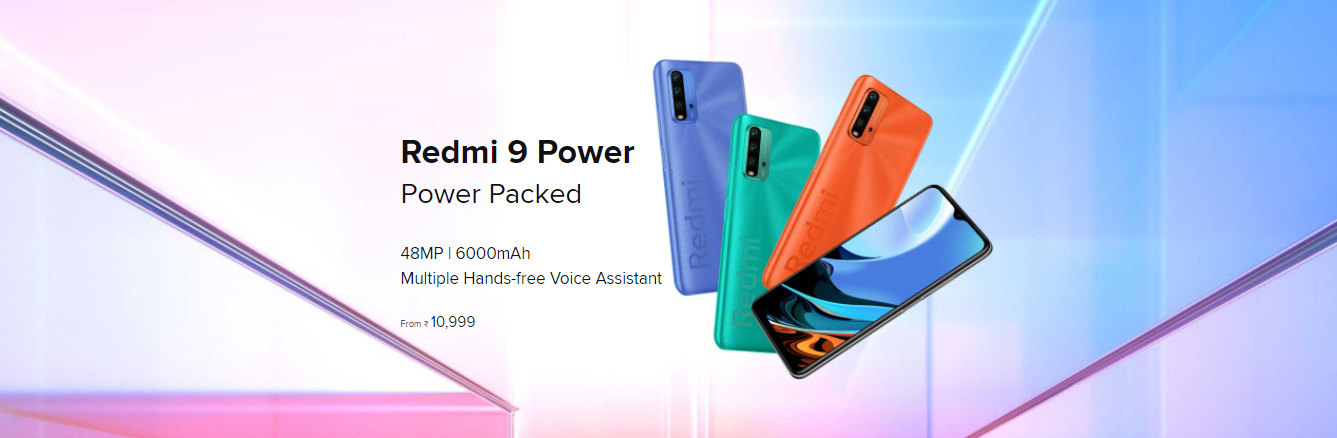 Redmi 9 Power
Power Packed
48MP | 6000mAh
Multiple Hands-free Voice Assistant
From ₹ 10,999
Redmi
Redmi
Redmi